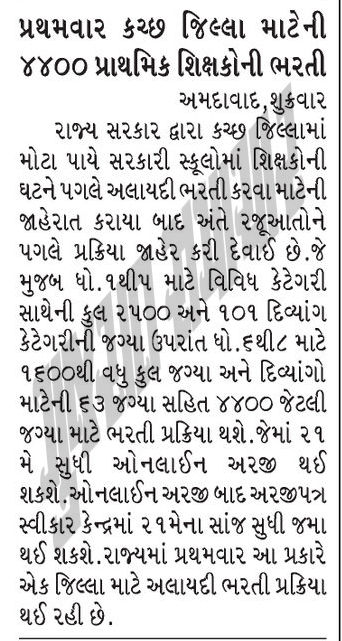 પ્રથમવાર કચ્છ જિલ્લા માટેની
૪૪૦૦ પ્રાથમિક શિક્ષકોની ભરતી
અમદાવાદ,શુક્રવાર
રાજ્ય સરકાર દ્વારા કચ્છ જિલ્લામાં
મોટા પાયે સરકારી સ્કૂલોમાં શિક્ષકોની
ઘટને પગલે અલાયદી ભરતી કરવા માટેની
જાહેરાત કરાયા બાદ અંતે રજૂઆતોને
પગલે પ્રક્રિયા જાહેર કરી દેવાઈ છે.જે
મુજબ ધો.૧થી૫ માટે વિવિધ કેટેગરી
સાથેની કુલ ૨૫૦૦ અને ૧૦૧ દિવ્યાંગ
કેટેગરીની જગ્યા ઉપરાંત ધો.૬થી૮ માટે
૧૬૦૦થી વધુ કુલ જગ્યા અને દિવ્યાંગો
માટેની ૬૩ જગ્યા સહિત ૪૪૦૦ જેટલી
જગ્યા માટે ભરતી પ્રક્રિયા થશે.જેમાં ૨૧
મે સુધી ઓનલાઈન અરજી થઈ
શકશે.ઓનલાઈન અરજી બાદ અરજીપત્ર
સ્વીકાર કેન્દ્રમાં ૨૧મેના સાંજ સુધી જમા
થઈ શકશે.રાજ્યમાં પ્રથમવાર આ પ્રકારે
એક જિલ્લા માટે અલાયદી ભરતી પ્રક્રિયા
થઈ રહી છે.